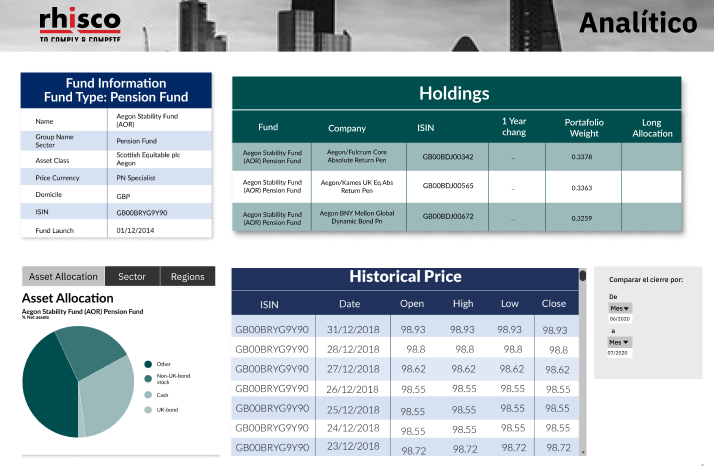 rhisco
TO COMPLY & COMPETE
Analítico
Fund Information
Fund Type: Pension Fund
Name
Aegon Stability Fund
(AOR)
Group Name
Sector
Pension Fund
Asset Class
Scottish Equitable plc
Aegon
Price Currency
PN Specialist
Domicile
GBP
ISIN
GB00BRYG9Y90
Fund Launch
01/12/2014
Holdings
Fund
Company
ISIN
1 Year
chang
Portafolio
Weight
Long
Allocation
Aegon Stability Fund
(AOR) Pension Fund
Aegon/Fulcrum Core
Absolute Return Pen
GB00BDJ00342
--
0.3378
Aegon Stability Fund
(AOR) Pension Fund
Aegon/Kames UK Eq Abs
Return Pen
GB00BDJ00565
--
0.3363
Aegon Stability Fund
(AOR) Pension Fund
Aegon BNY Mellon Global
Dynamic Bond Pn
GB00BDJ00672
--
0.3259
Asset Allocation
Sector
Regions
Asset Allocation
Aegon Stability Fund (AOR) Pension Fund
% Net assets
Other
Non-UK-bond
stock
Cash
UK-bond
Historical Price
ISIN Date Open High Low Close
GB00BRYG9Y90 31/12/2018 98.93 98.93 98.93 98.93
GB00BRYG9Y90 28/12/2018 98.8 98.8 98.8 98.8
GB00BRYG9Y90 27/12/2018 98.62 98.62 98.62 98.62
GB00BRYG9Y90 26/12/2018 98.55 98.55 98.55 98.55
GB00BRYG9Y90 25/12/2018 98.55 98.55 98.55 98.55
GB00BRYG9Y90 24/12/2018 98.55 98.55 98.55 98.55
GB00BRYG9Y90 23/12/2018 98.72 98.72 98.72 98.72
Comparar el cierre por:
De
Mes
06/2020
a
Mes
07/2020